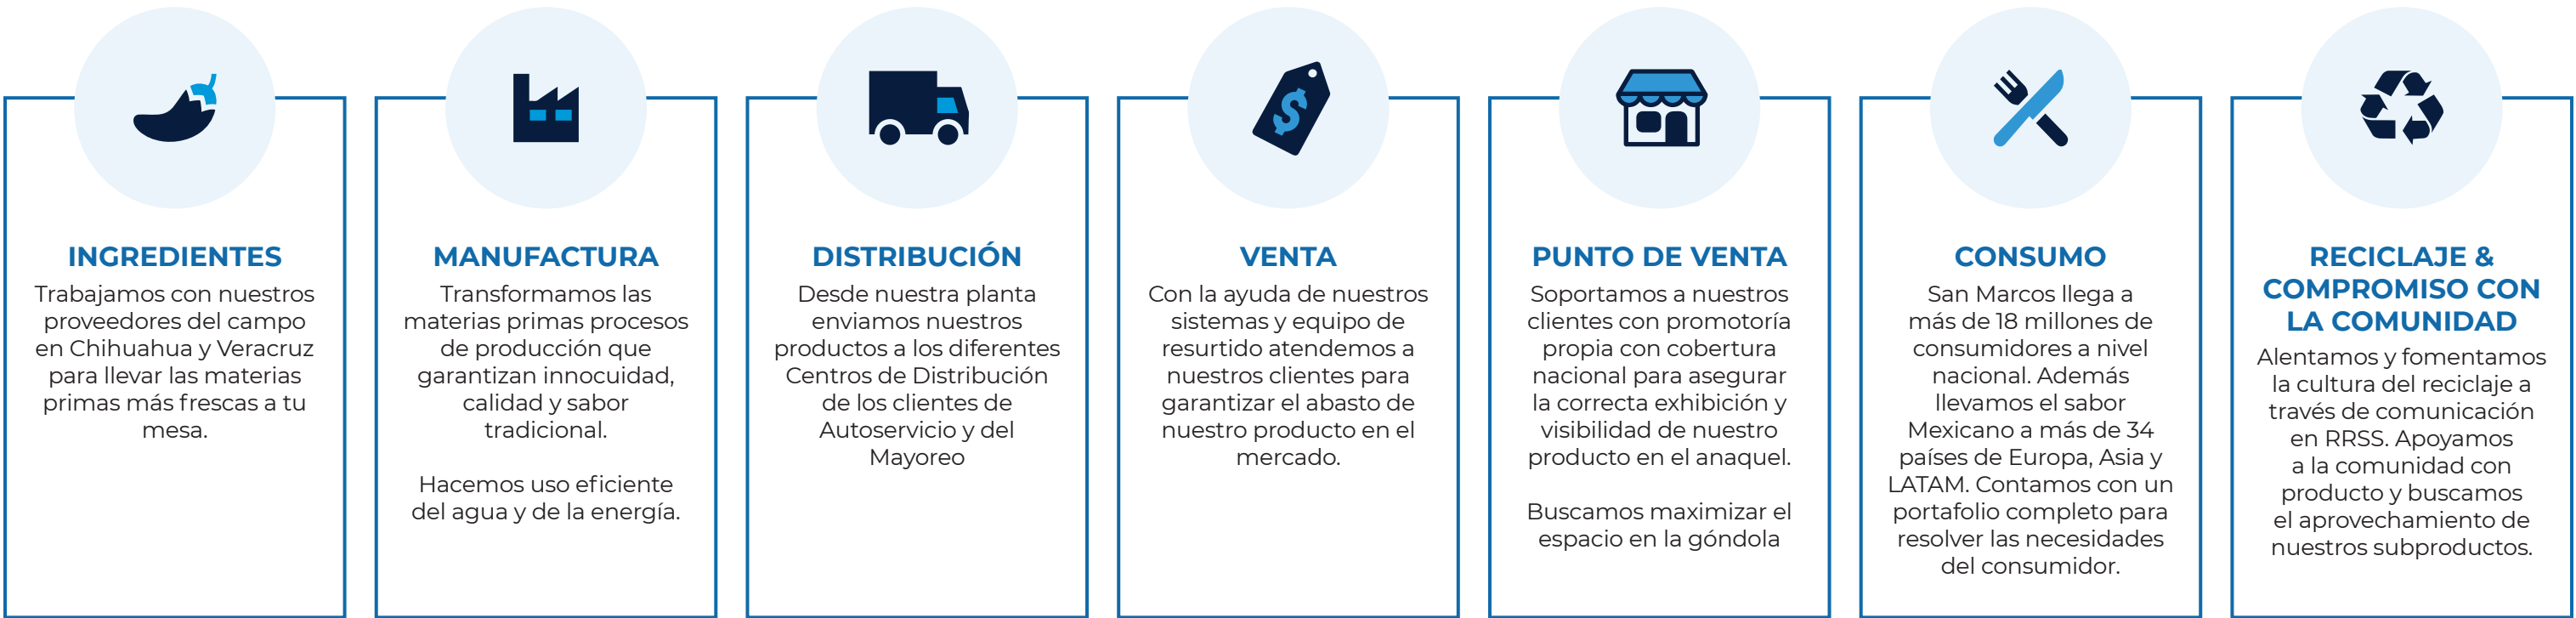 INGREDIENTES
Trabajamos con nuestros
proveedores del campo
en Chihuahua y Veracruz
para llevar las materias
primas más frescas a tu
mesa.
MANUFACTURA
Transformamos las
materias primas procesos
de producción que
garantizan innocuidad,
calidad y sabor
tradicional.
Hacemos uso eficiente
del agua y de la energía.
DISTRIBUCIÓN
Desde nuestra planta
enviamos nuestros
productos a los diferentes
Centros de Distribución
de los clientes de
Autoservicio y del
Mayoreo
$
VENTA
Con la ayuda de nuestros
sistemas y equipo de
resurtido atendemos a
nuestros clientes para
garantizar el abasto de
nuestro producto en el
mercado.
PUNTO DE VENTA
Soportamos a nuestros
clientes con promotoría
propia con cobertura
nacional para asegurar
la correcta exhibición y
visibilidad de nuestro
producto en el anaquel.
Buscamos maximizar el
espacio en la góndola
CONSUMO
San Marcos llega a
más de 18 millones de
consumidores a nivel
nacional. Además
llevamos el sabor
Mexicano a más de 34
países de Europa, Asia y
LATAM. Contamos con un
portafolio completo para
resolver las necesidades
del consumidor.
RECICLAJE &
COMPROMISO CON
LA COMUNIDAD
Alentamos y fomentamos
la cultura del reciclaje a
través de comunicación
en RRSS. Apoyamos
a la comunidad con
producto y buscamos
el aprovechamiento de
nuestros subproductos.